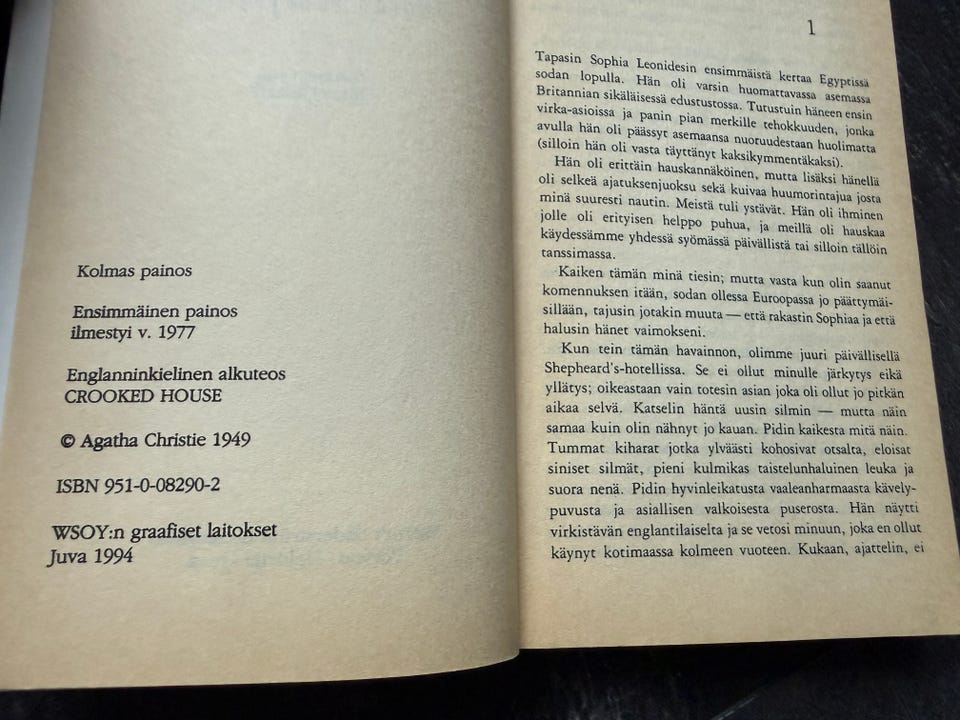 Kolmas painos
Ensimmäinen painos
ilmestyi v. 1977
Englanninkielinen alkuteos
CROOKED HOUSE
© Agatha Christie 1949
ISBN 951-0-08290-2
WSOY:n graafiset laitokset
Juva 1994
1
Tapasin Sophia Leonidesin ensimmäistä kertaa Egyptissä
sodan lopulla. Hän oli varsin huomattavassa asemassa
Britannian sikäläisessä edustustossa. Tutustuin häneen ensin
virka-asioissa ja panin pian merkille tehokkuuden, jonka
avulla hän oli päässyt asemaansa nuoruudestaan huolimatta
(silloin hän oli vasta täyttänyt kaksikymmentäkaksi).
Hän oli erittäin hauskannäköinen, mutta lisäksi hänellä
oli selkeä ajatuksenjuoksu sekä kuivaa huumorintajua josta
minä suuresti nautin. Meistä tuli ystävät. Hän oli ihminen
jolle oli erityisen helppo puhua, ja meillä oli hauskaa
käydessämme yhdessä syömässä päivällistä tai silloin tällöin
tanssimassa.
Kaiken tämän minä tiesin; mutta vasta kun olin saanut
komennuksen itään, sodan ollessa Euroopassa jo päättymäi-
sillään, tajusin jotakin muuta — että rakastin Sophiaa ja että
halusin hänet vaimokseni.
Kun tein tämän havainnon, olimme juuri päivällisellä
Shepheard's-hotellissa. Se ei ollut minulle järkytys eikä
yllätys; oikeastaan vain totesin asian joka oli ollut jo pitkän
aikaa selvä. Katselin häntä uusin silmin — mutta näin
samaa kuin olin nähnyt jo kauan. Pidin kaikesta mitä näin.
Tummat kiharat jotka ylväästi kohosivat otsalta, eloisat
siniset silmät, pieni kulmikas taistelunhaluinen leuka ja
suora nenä. Pidin hyvinleikatusta vaaleanharmaasta kävely-
puvusta ja asiallisen valkoisesta puserosta. Hän näytti
virkistävän englantilaiselta ja se vetosi minuun, joka en ollut
käynyt kotimaassa kolmeen vuoteen. Kukaan, ajattelin, ei